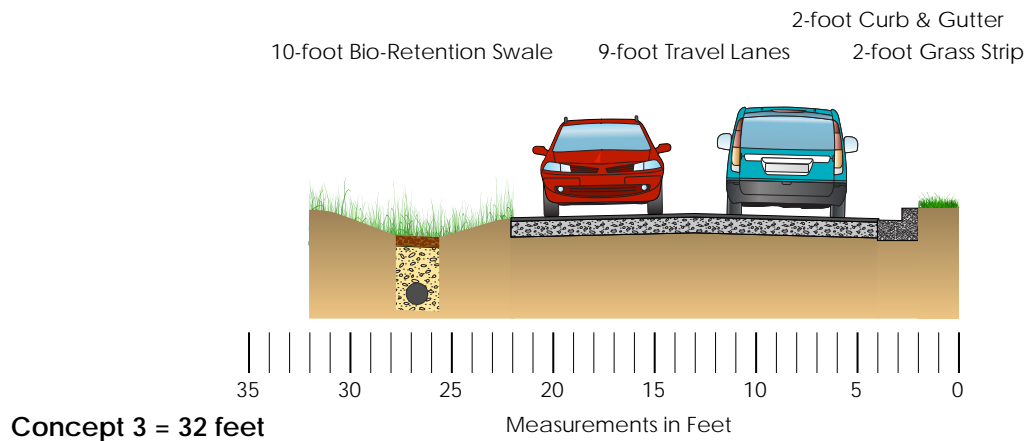 2-foot Curb & Gutter
10-foot Bio-Retention Swale 9-foot Travel Lanes 2-foot Grass Strip
35 30 25 20 15 10 5 0
Concept 3 = 32 feet Measurements in Feet